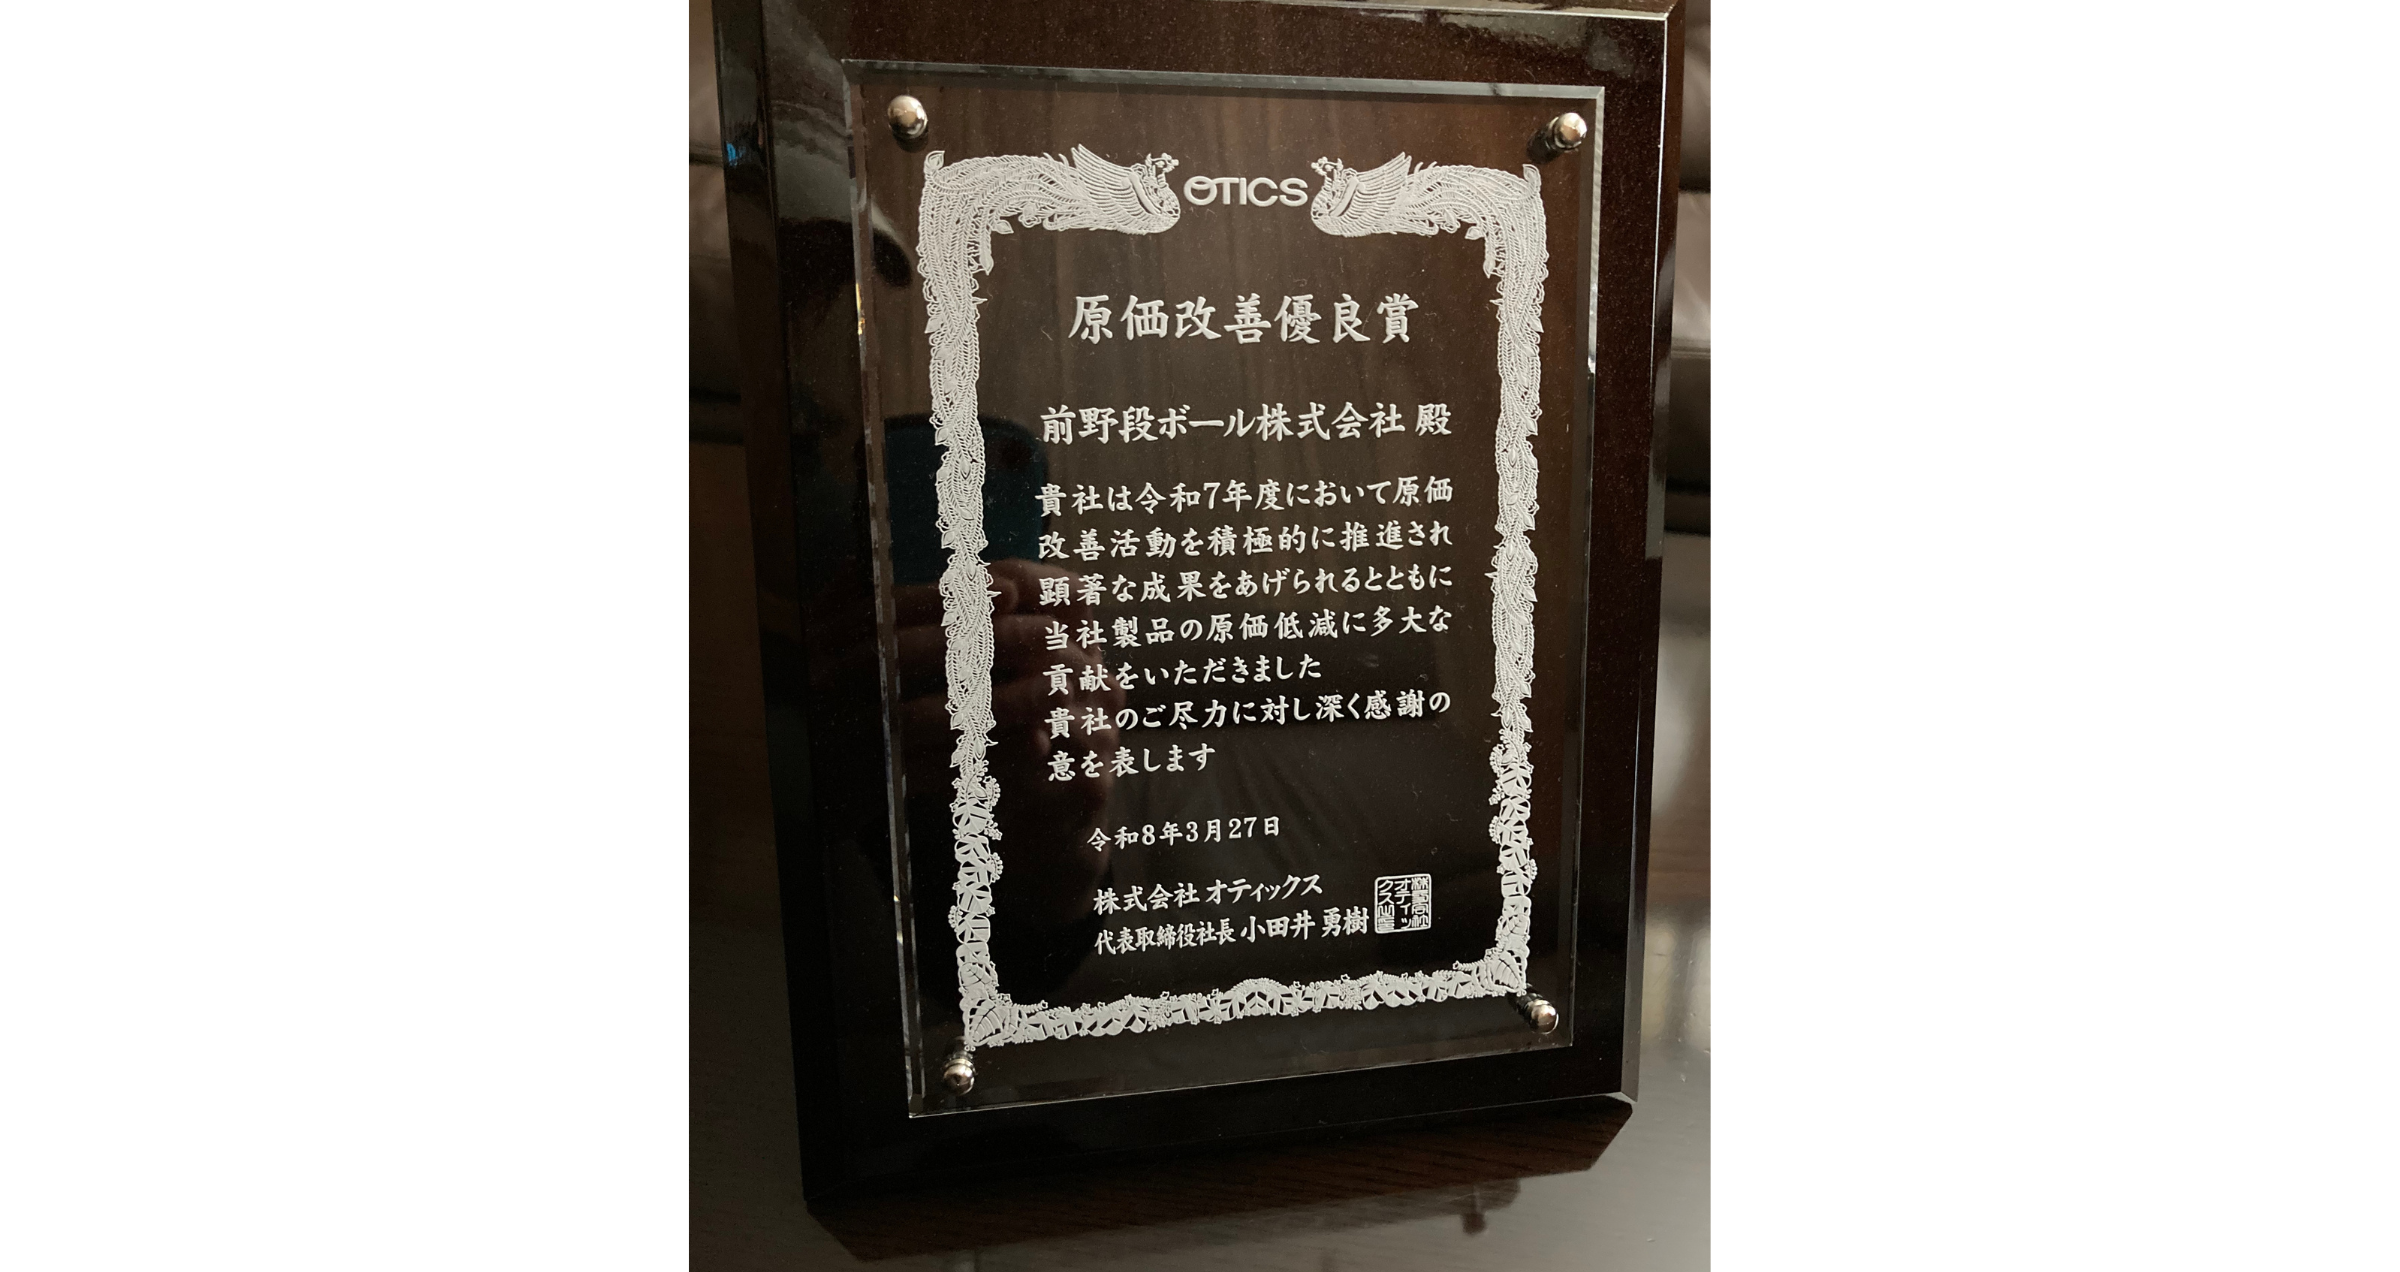 OTICS
原価改善優良賞
前野段ボール株式会社 殿
貴社は令和7年度において原価
改善活動を積極的に推進され
顕著な成果をあげられるとともに
当社製品の原価低減に多大な
貢献をいただきました
貴社のご尽力に対し深く感謝の
意を表します
令和8年3月27日
株式会社 オティックス
代表取締役社長 小田井 勇樹